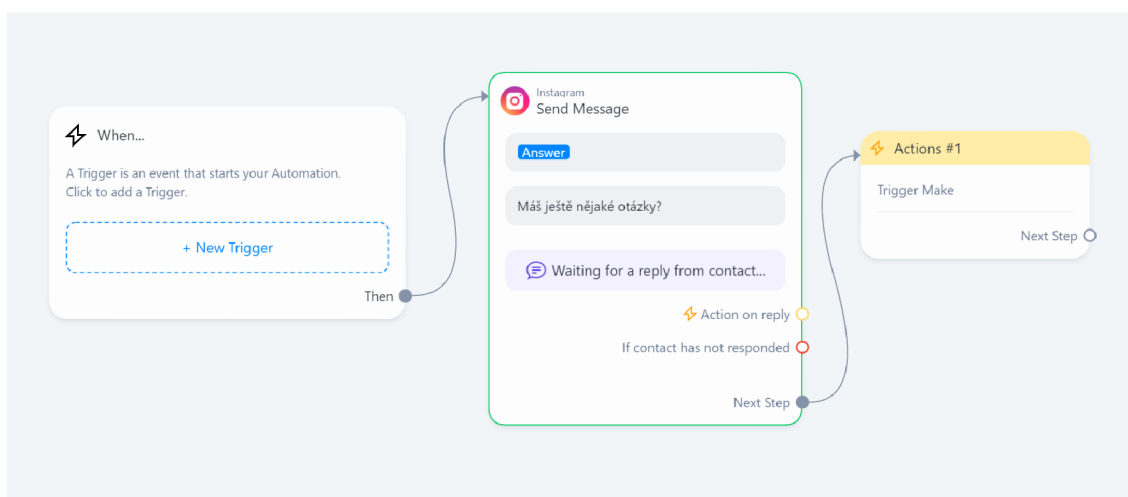 When...
A Trigger is an event that starts your Automation.
Click to add a Trigger.
+ New Trigger
Then
Instagram
Send Message
Answer
Máš ještě nějaké otázky?
Waiting for a reply from contact...
Action on reply
If contact has not responded
Next Step
Actions #1
Trigger Make
Next Step